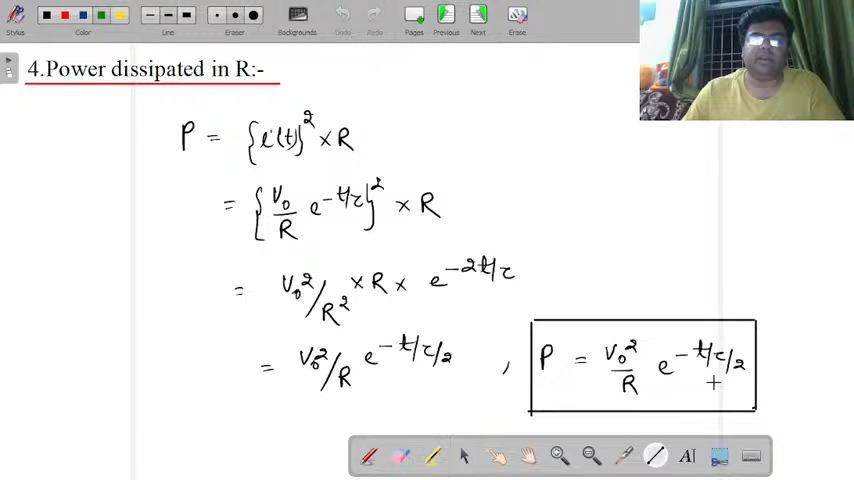 Stylus Color Line Eraser Backgrounds Undo Redo Pages Previous Next Erase
4.Power dissipated in R:-
P = {i(t)}² × R
= {V₀/R e^(-t/τ)}² × R
= V₀²/R² × R × e^(-2t/τ)
= V₀²/R e^(-t/τ/2) , P = V₀²/R e^(-t/τ/2)
A